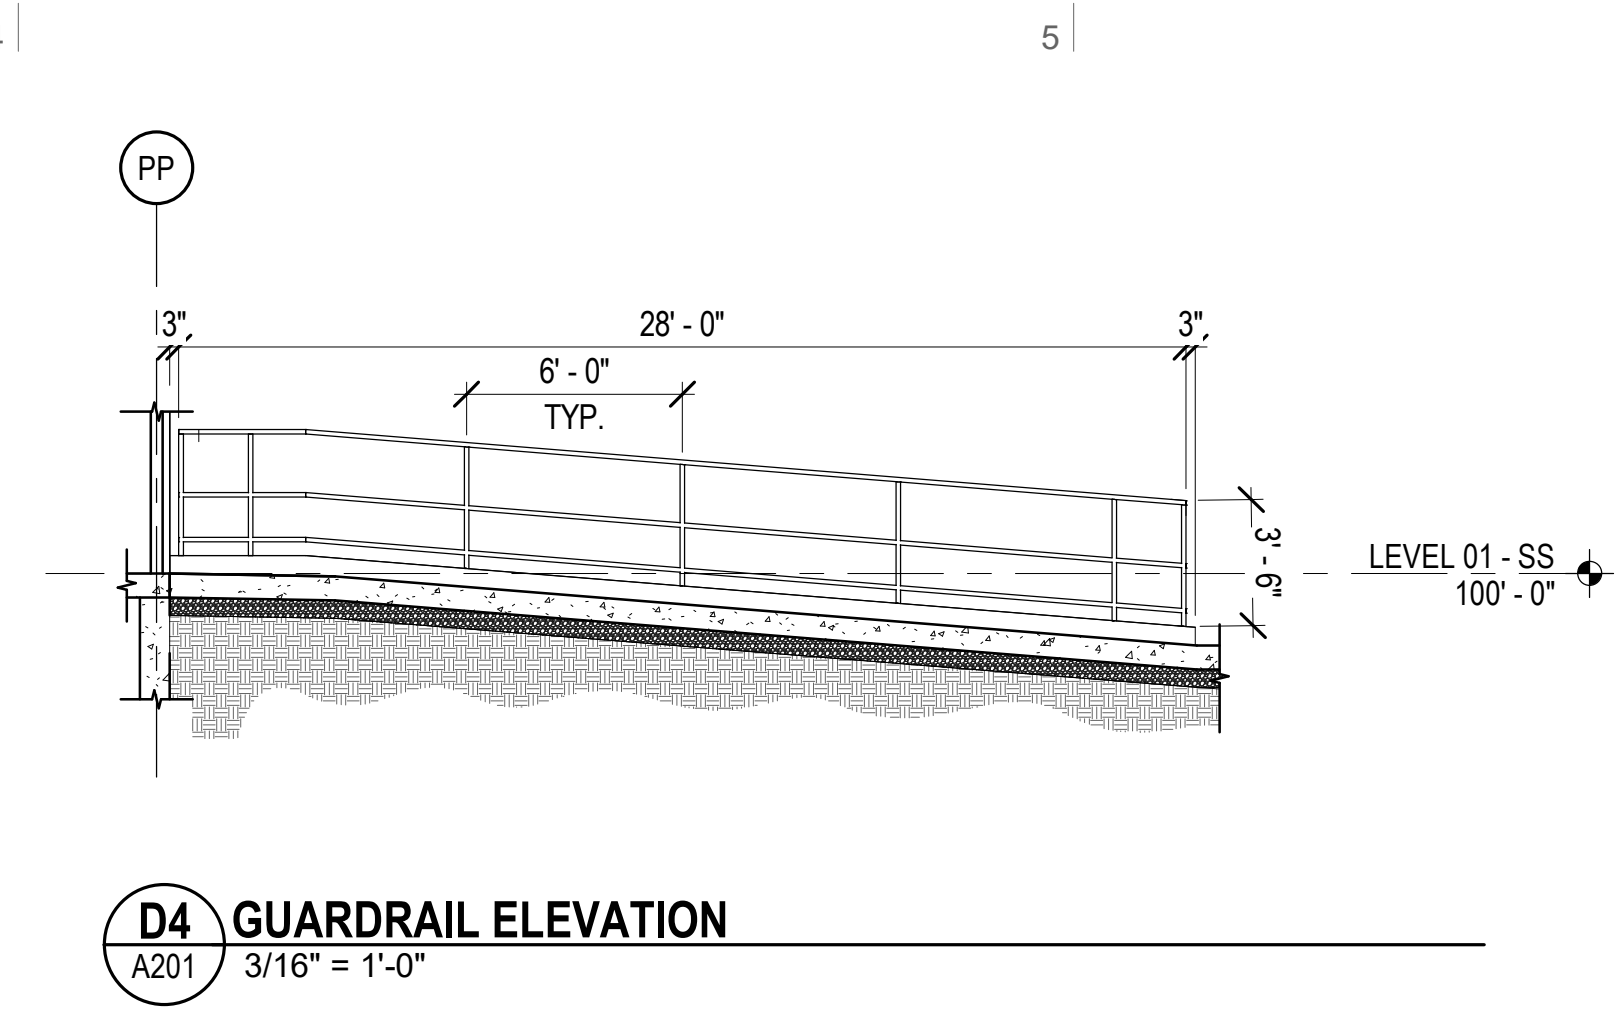 5
PP
3"
28' - 0"
3"
6' - 0"
TYP.
3' - 6"
LEVEL 01 - SS
100' - 0"
D4
GUARDRAIL ELEVATION
A201
3/16" = 1'-0"